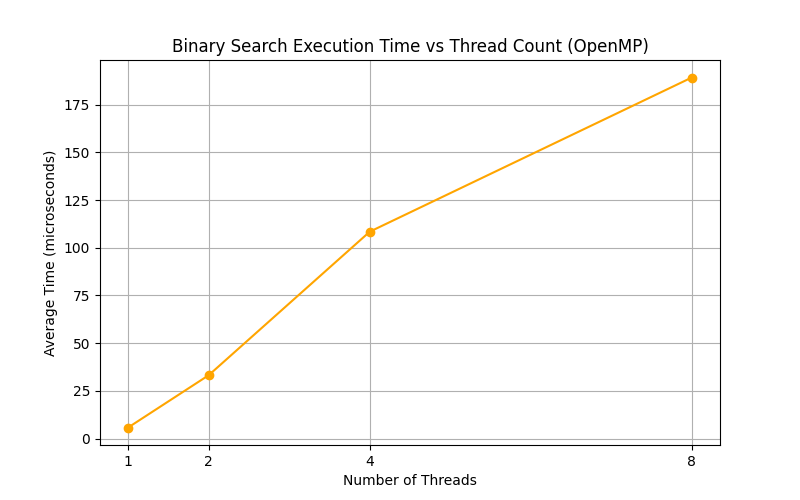 Binary Search Execution Time vs Thread Count (OpenMP)
Average Time (microseconds)
175
150
125
100
75
50
25
0
1 2 4 8
Number of Threads